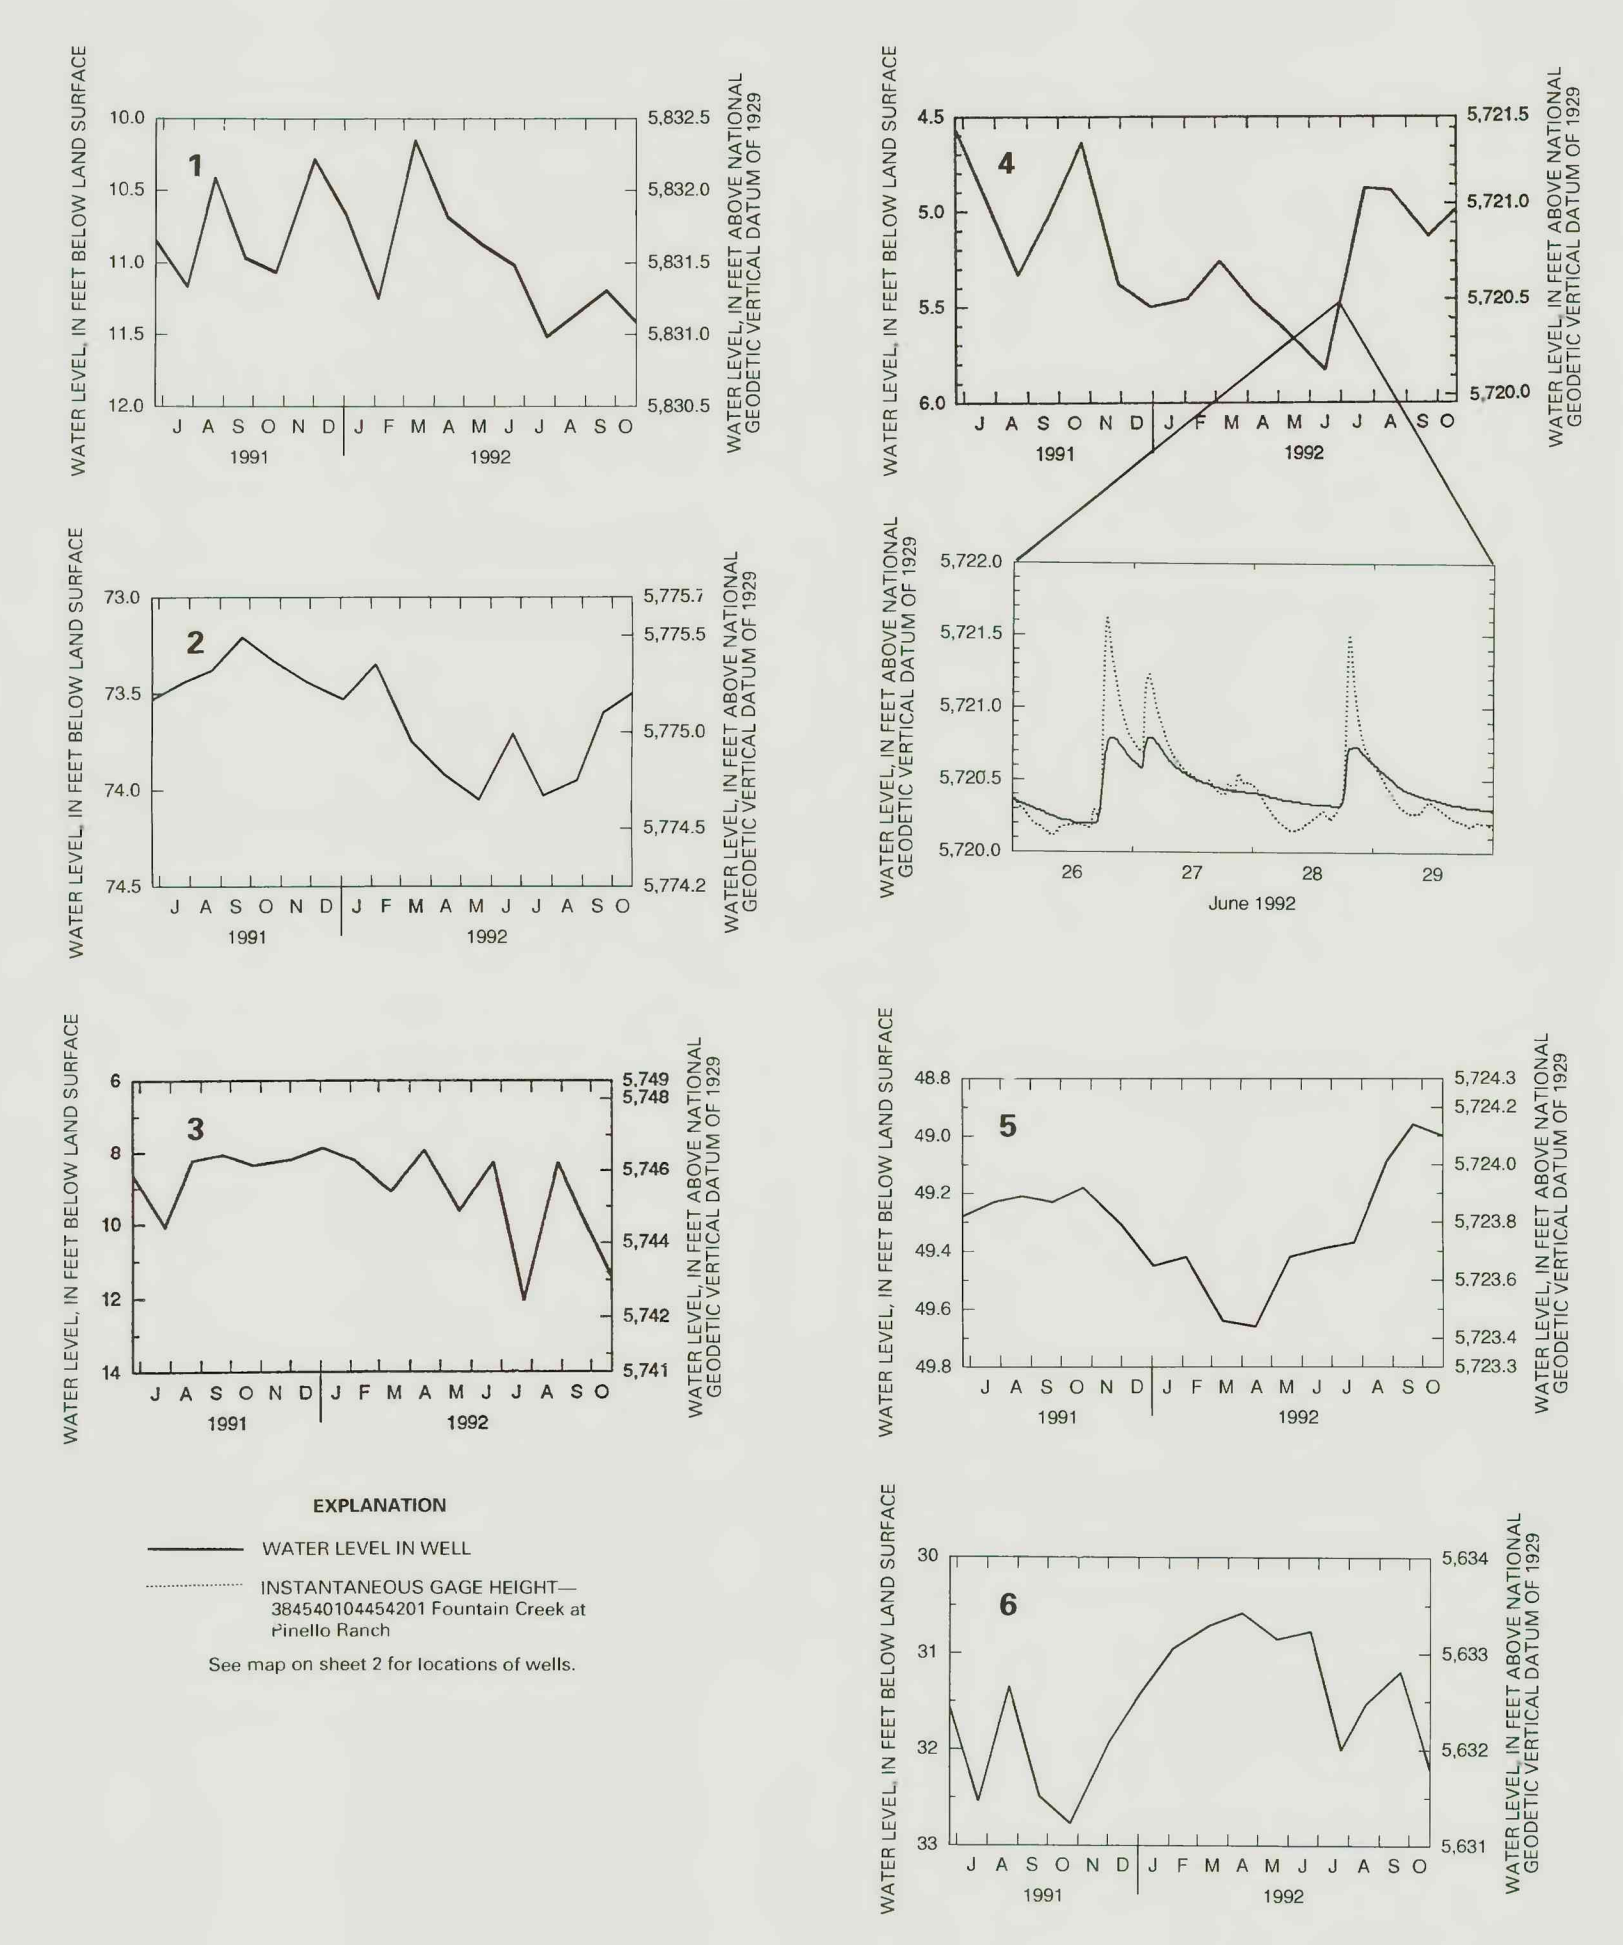 WATER LEVEL, IN FEET BELOW LAND SURFACE
1
10.0
10.5
11.0
11.5
12.0
5,832.5
5,832.0
5,831.5
5,831.0
5,830.5
J A S O N D J F M A M J J A S O
1991 1992
WATER LEVEL, IN FEET ABOVE NATIONAL
GEODETIC VERTICAL DATUM OF 1929
WATER LEVEL, IN FEET BELOW LAND SURFACE
4
4.5
5.0
5.5
6.0
5,721.5
5,721.0
5,720.5
5,720.0
J A S O N D J F M A M J J A S O
1991 1992
WATER LEVEL, IN FEET ABOVE NATIONAL
GEODETIC VERTICAL DATUM OF 1929
WATER LEVEL, IN FEET BELOW LAND SURFACE
2
73.0
73.5
74.0
74.5
5,775.7
5,775.5
5,775.0
5,774.5
5,774.2
J A S O N D J F M A M J J A S O
1991 1992
WATER LEVEL, IN FEET ABOVE NATIONAL
GEODETIC VERTICAL DATUM OF 1929
WATER LEVEL, IN FEET ABOVE NATIONAL
GEODETIC VERTICAL DATUM OF 1929
5,722.0
5,721.5
5,721.0
5,720.5
5,720.0
26 27 28 29
June 1992
WATER LEVEL, IN FEET BELOW LAND SURFACE
3
6
8
10
12
14
5,749
5,748
5,746
5,744
5,742
5,741
J A S O N D J F M A M J J A S O
1991 1992
WATER LEVEL, IN FEET ABOVE NATIONAL
GEODETIC VERTICAL DATUM OF 1929
WATER LEVEL, IN FEET BELOW LAND SURFACE
5
48.8
49.0
49.2
49.4
49.6
49.8
5,724.3
5,724.2
5,724.0
5,723.8
5,723.6
5,723.4
5,723.3
J A S O N D J F M A M J J A S O
1991 1992
WATER LEVEL, IN FEET ABOVE NATIONAL
GEODETIC VERTICAL DATUM OF 1929
EXPLANATION
WATER LEVEL IN WELL
INSTANTANEOUS GAGE HEIGHT—
384540104454201 Fountain Creek at
Pinello Ranch
See map on sheet 2 for locations of wells.
WATER LEVEL, IN FEET BELOW LAND SURFACE
6
30
31
32
33
5,634
5,633
5,632
5,631
J A S O N D J F M A M J J A S O
1991 1992
WATER LEVEL, IN FEET ABOVE NATIONAL
GEODETIC VERTICAL DATUM OF 1929